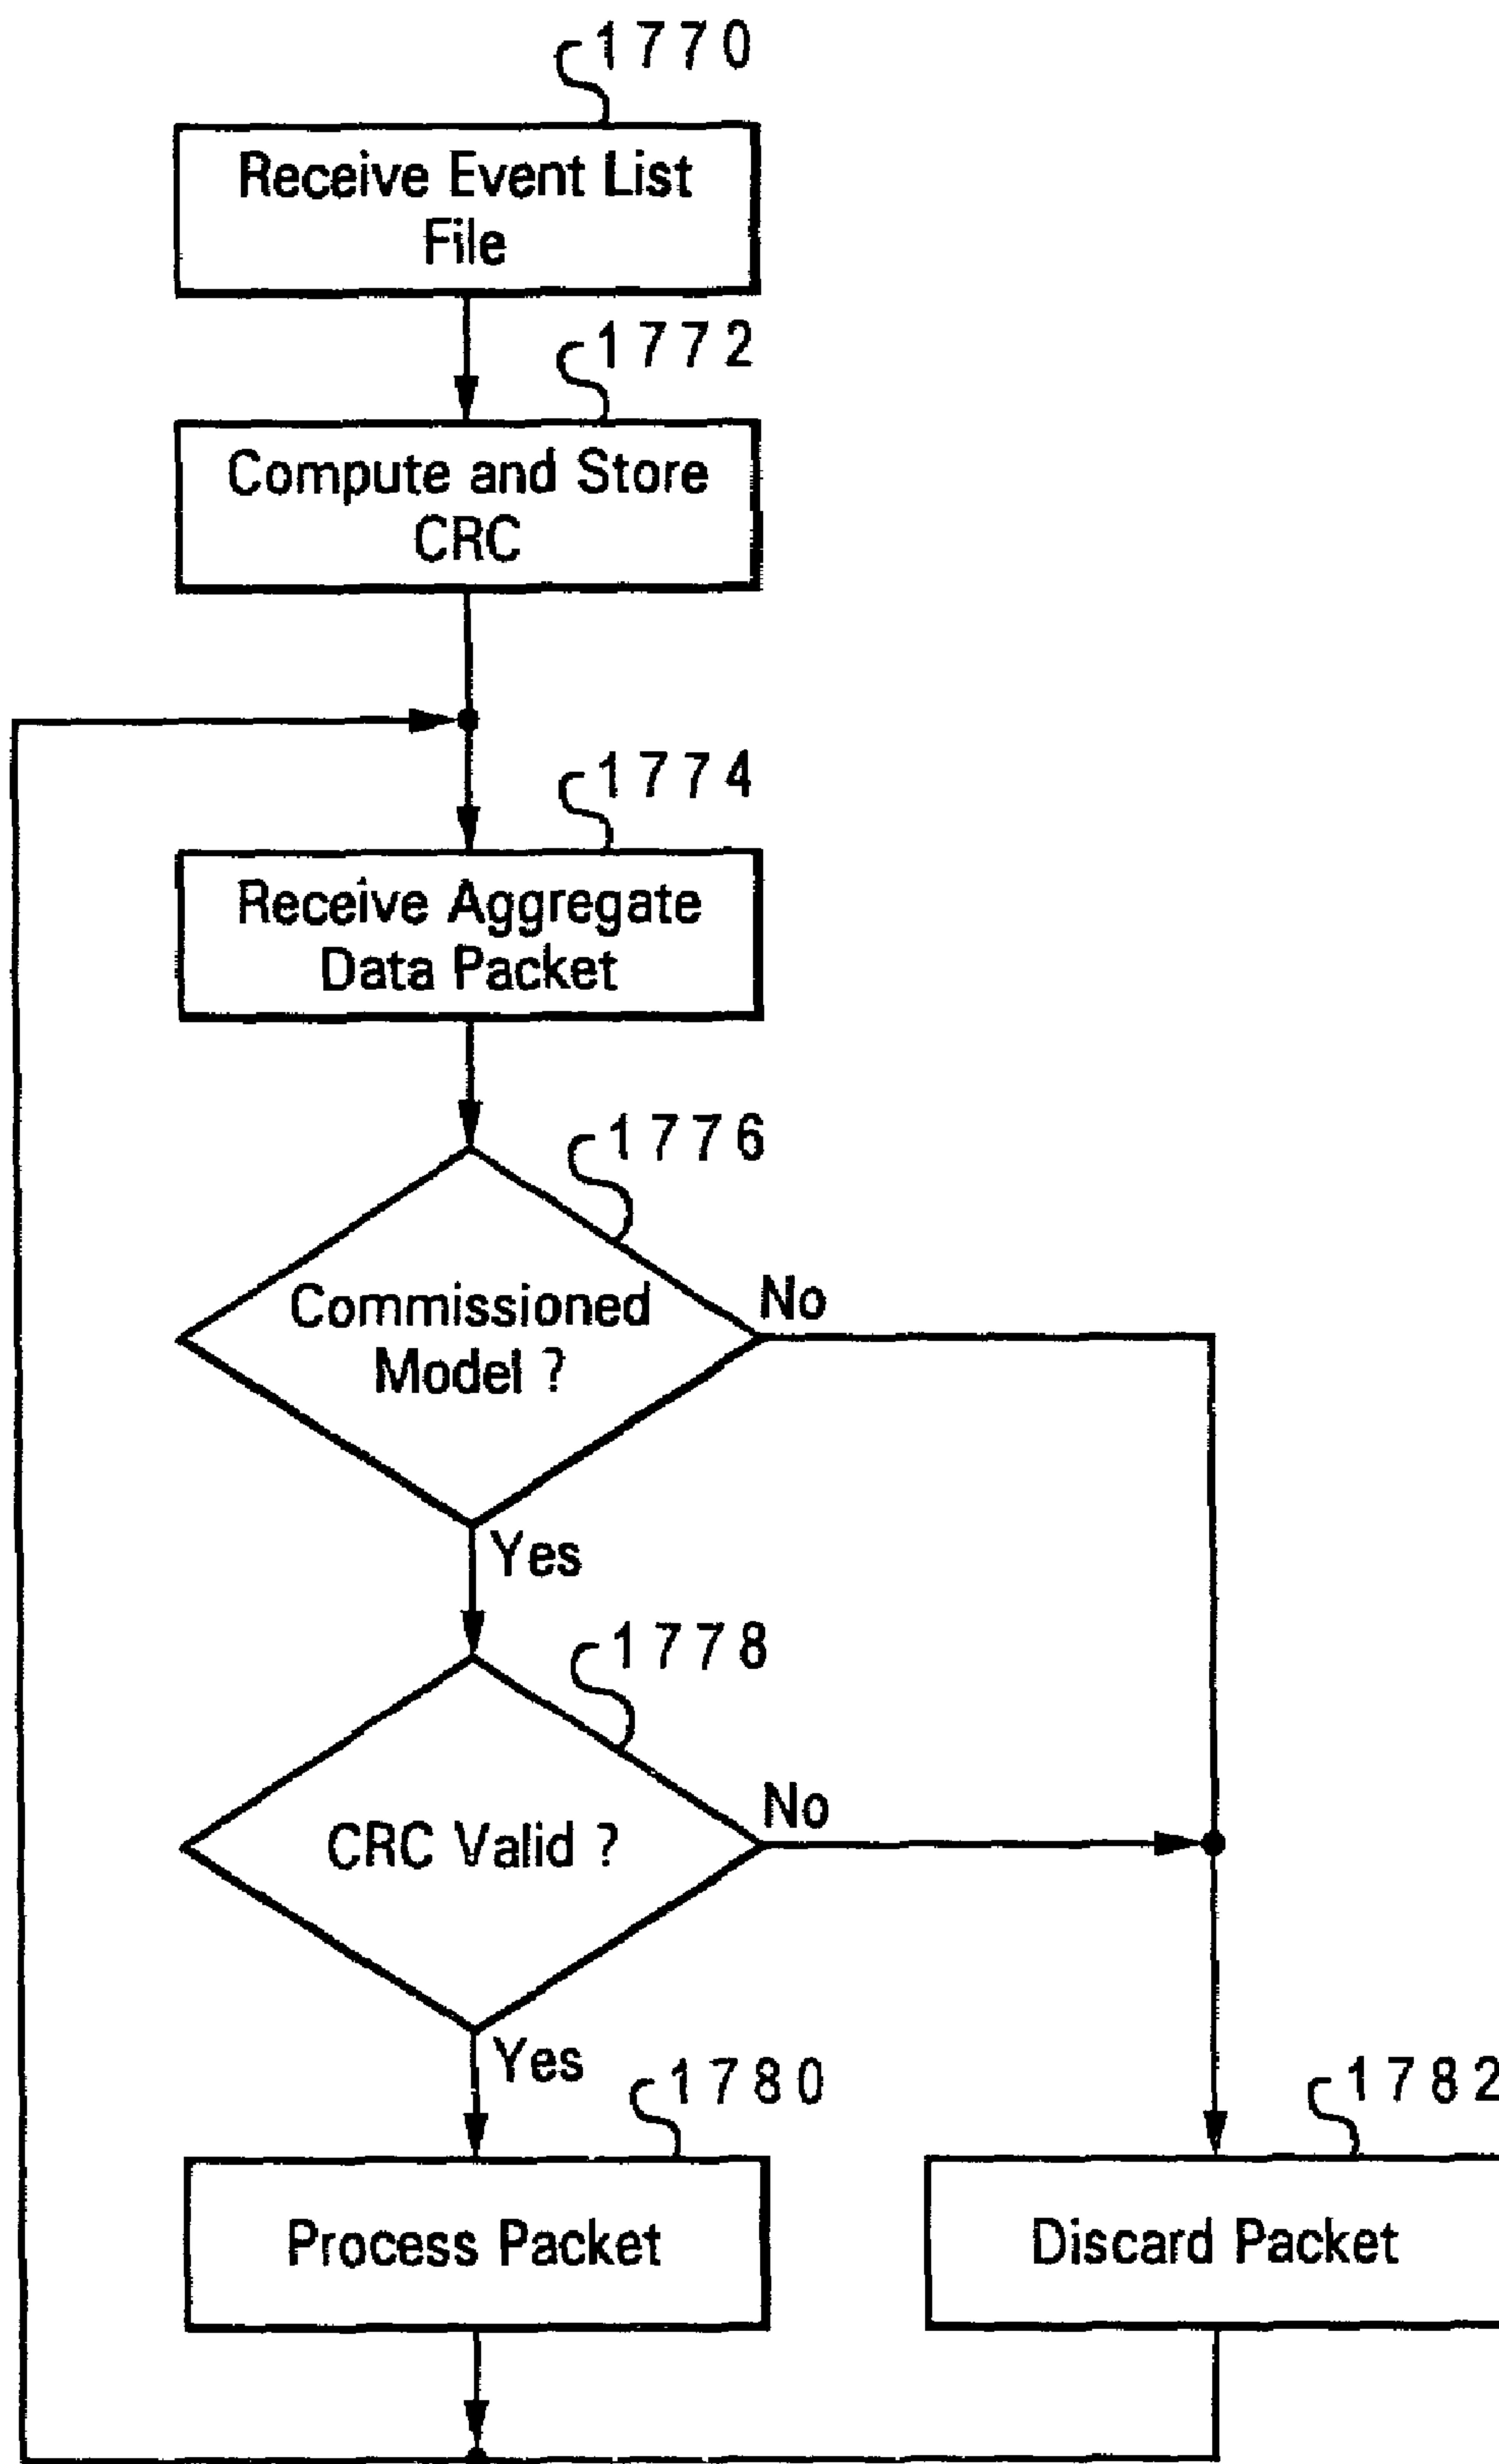 1770
Receive Event List
File
1772
Compute and Store
CRC
1774
Receive Aggregate
Data Packet
1776
Commissioned
Model ?
No
Yes
1778
CRC Valid ?
No
Yes
1780
1782
Process Packet
Discard Packet